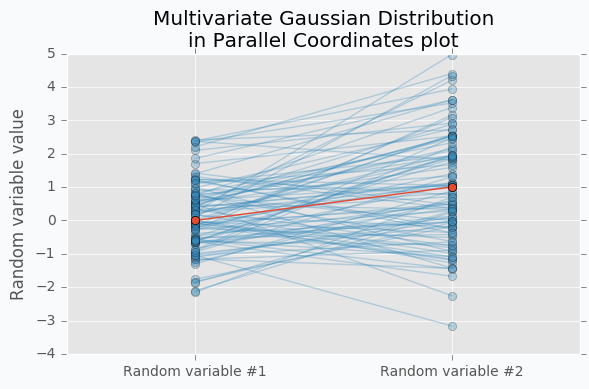 Multivariate Gaussian Distribution
in Parallel Coordinates plot
Random variable value
5
4
3
2
1
0
−1
−2
−3
−4
Random variable #1
Random variable #2